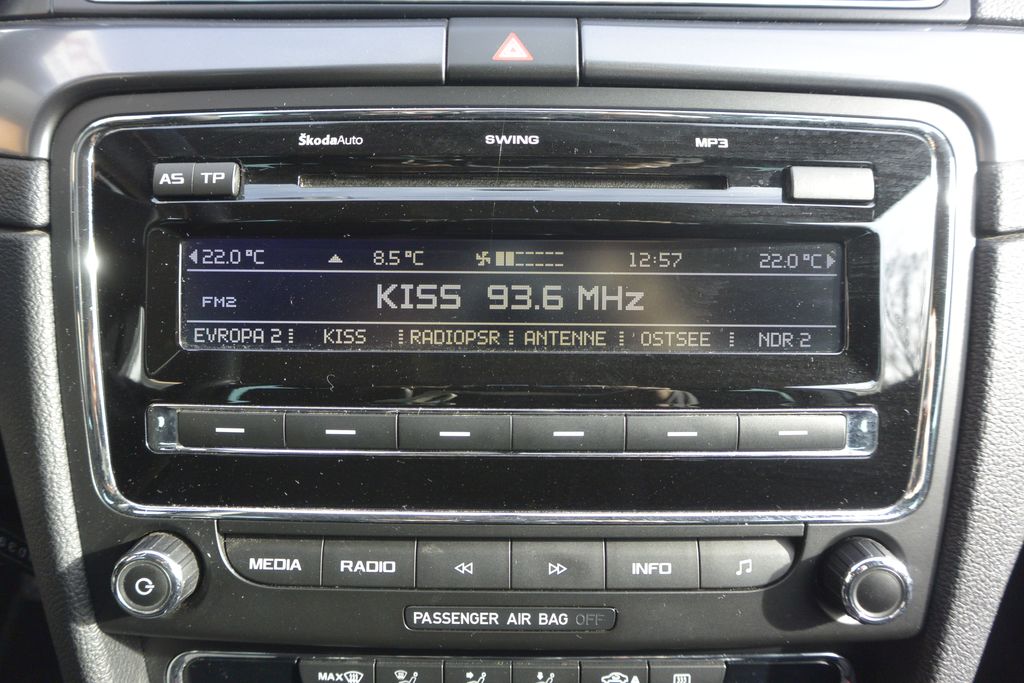 ŠkodaAuto SWING MP3
AS TP
22.0°C 8.5°C 12:57 22.0°C
FM2 KISS 93.6 MHz
EVROPA 2 KISS RADIOPSR ANTENNE OSTSEE NDR 2
MEDIA RADIO INFO
PASSENGER AIR BAG OFF
MAX A